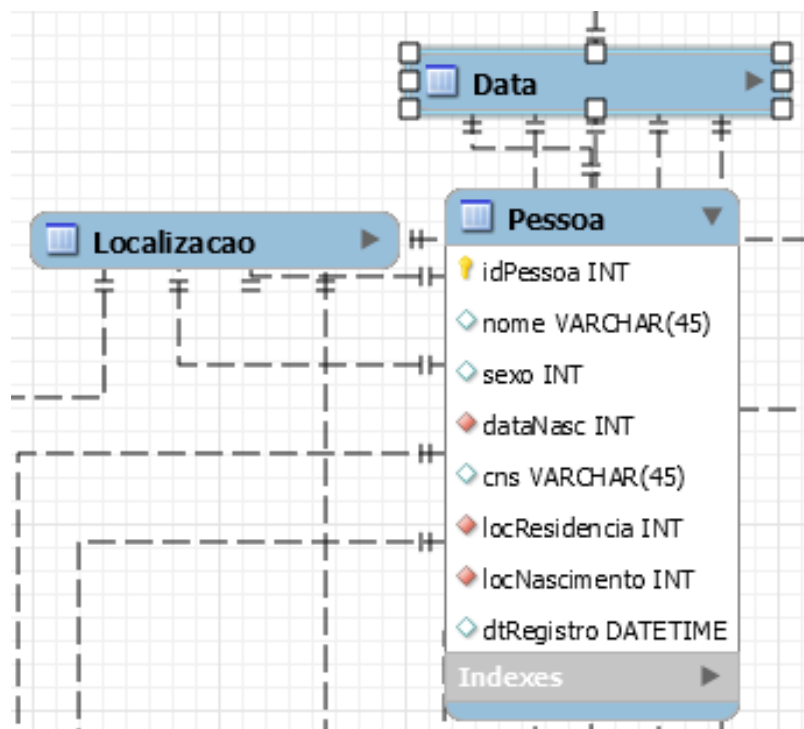 Data
Localizacao
Pessoa
idPessoa INT
nome VARCHAR(45)
sexo INT
dataNasc INT
cns VARCHAR(45)
locResidencia INT
locNascimento INT
dtRegistro DATETIME
Indexes